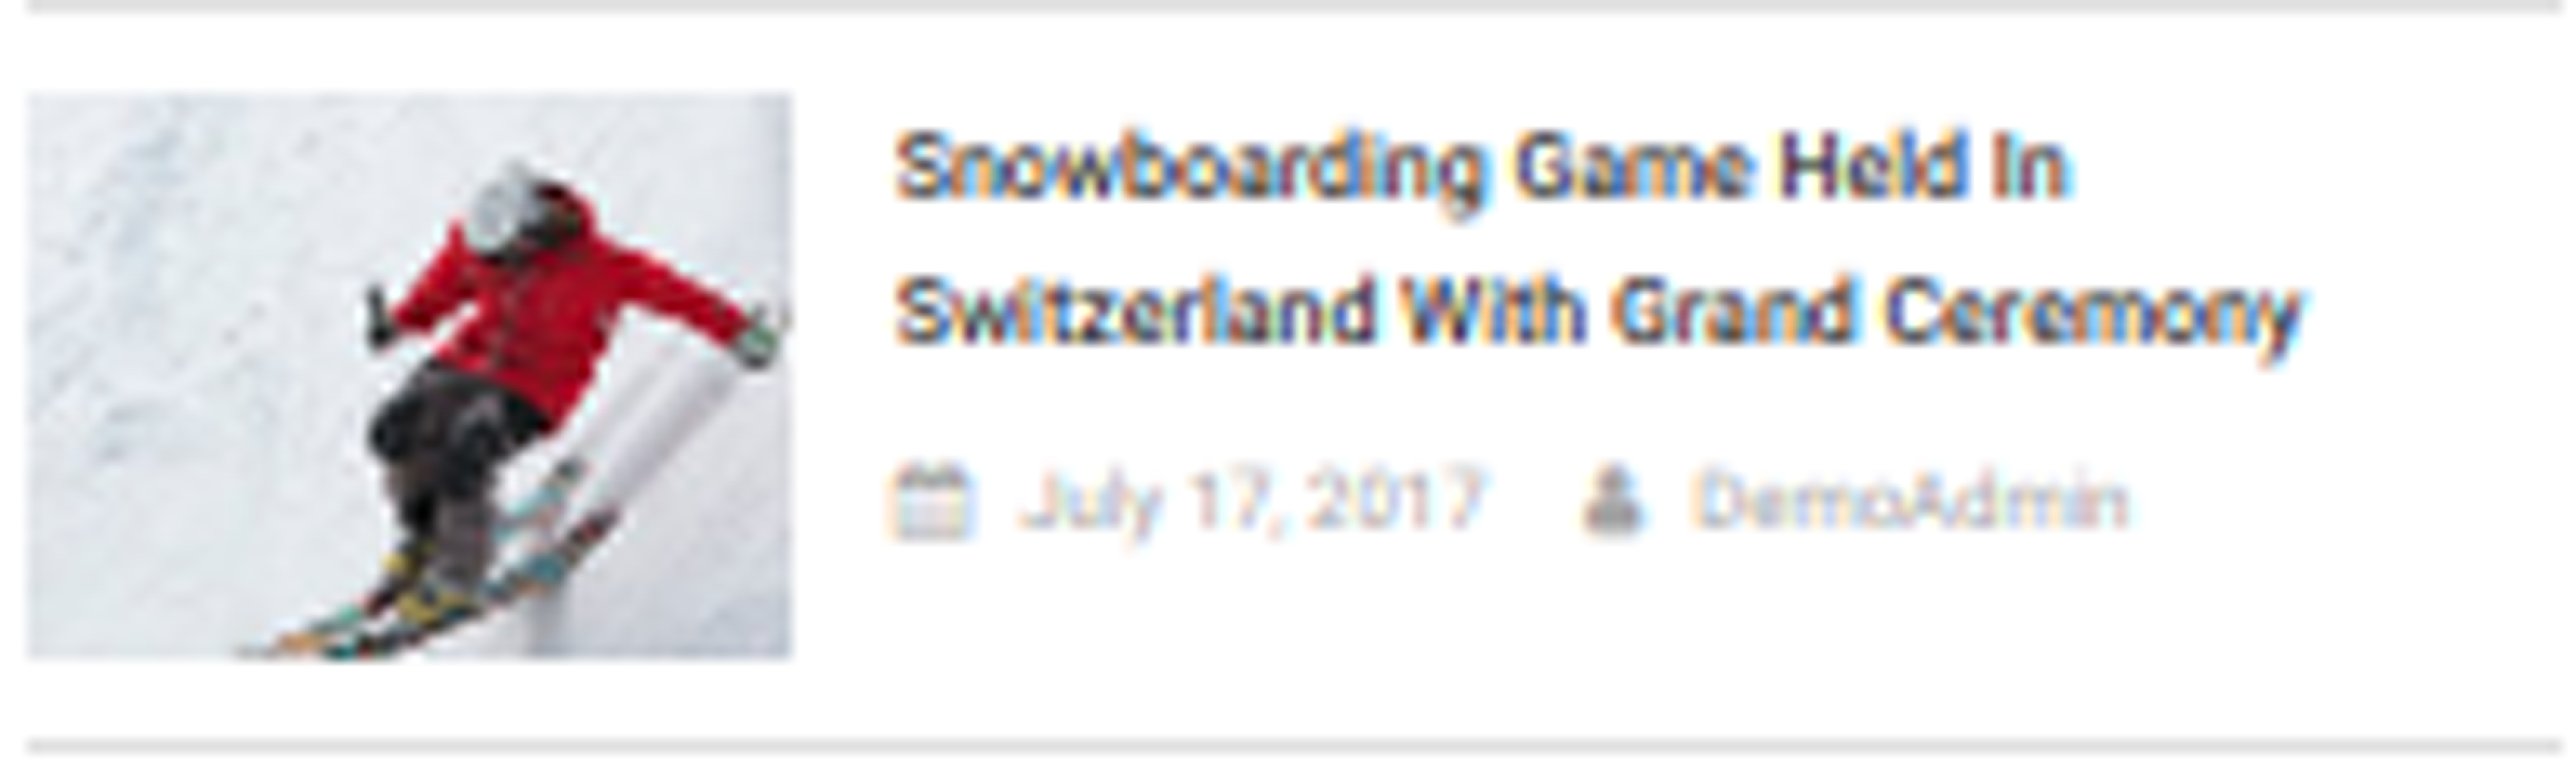 Snowboarding Game Held In
Switzerland With Grand Ceremony
July 17, 2017 DemoAdmin